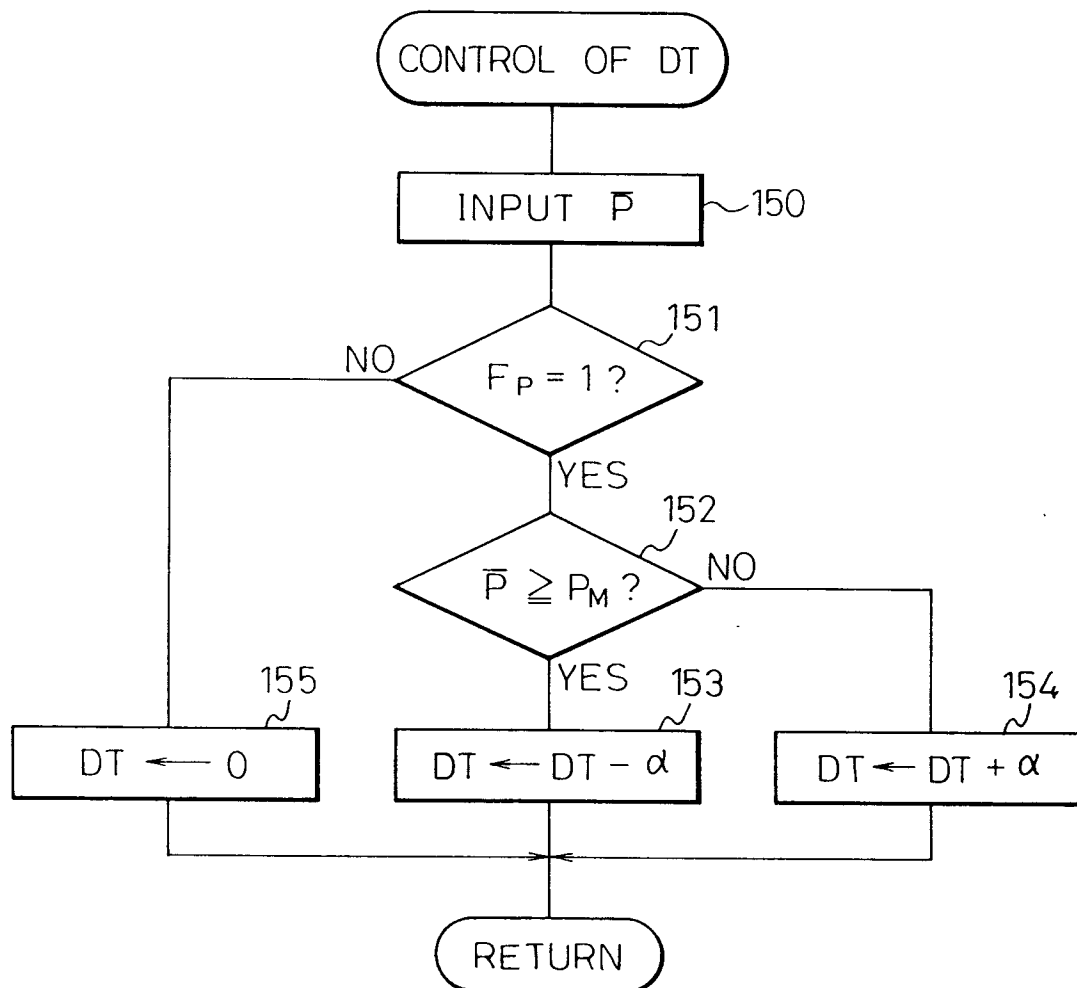 CONTROL OF DT
INPUT P̅
150
151
NO
F_P = 1 ?
YES
152
P̅ ≧ P_M ?
NO
YES
155
153
154
DT ← 0
DT ← DT - α
DT ← DT + α
RETURN